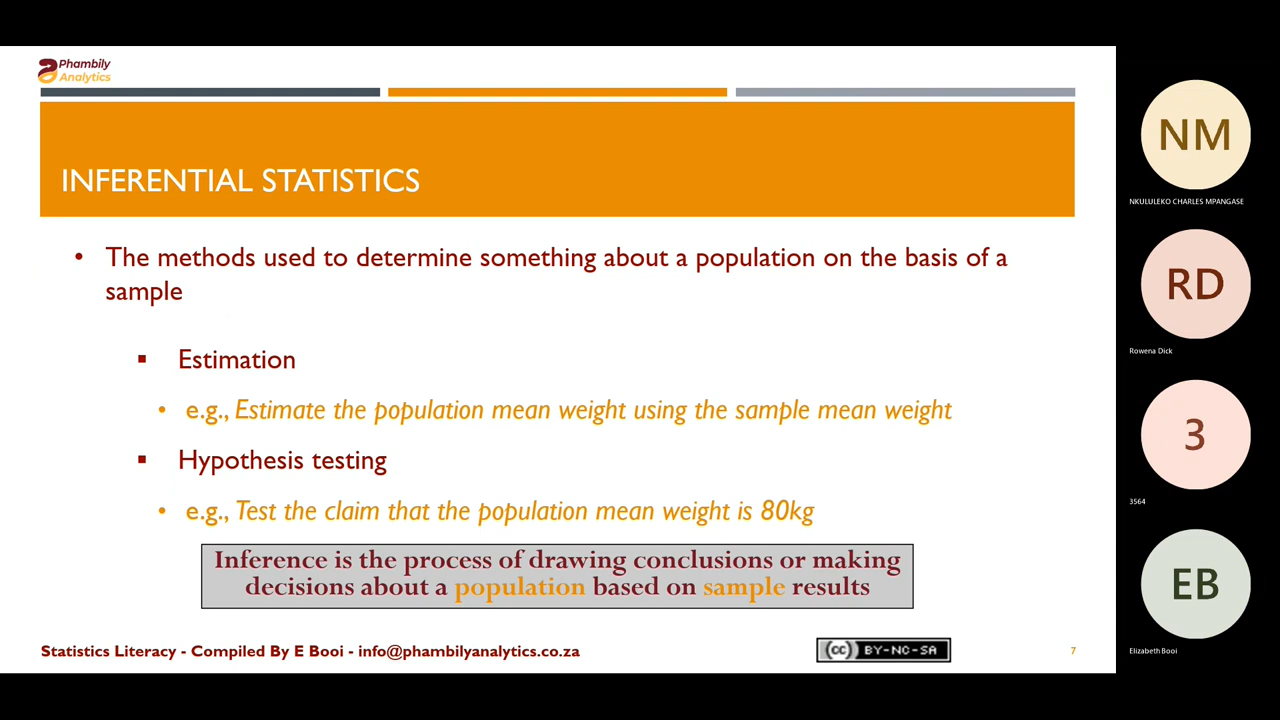 Phambily
Analytics
INFERENTIAL STATISTICS
• The methods used to determine something about a population on the basis of a
sample
▪ Estimation
• e.g., Estimate the population mean weight using the sample mean weight
▪ Hypothesis testing
• e.g., Test the claim that the population mean weight is 80kg
Inference is the process of drawing conclusions or making
decisions about a population based on sample results
Statistics Literacy - Compiled By E Booi - info@phambilyanalytics.co.za
cc BY-NC-SA
7
NM
NKULULEKO CHARLES MPANGASE
RD
Rowena Dick
3
3564
EB
Elizabeth Booi